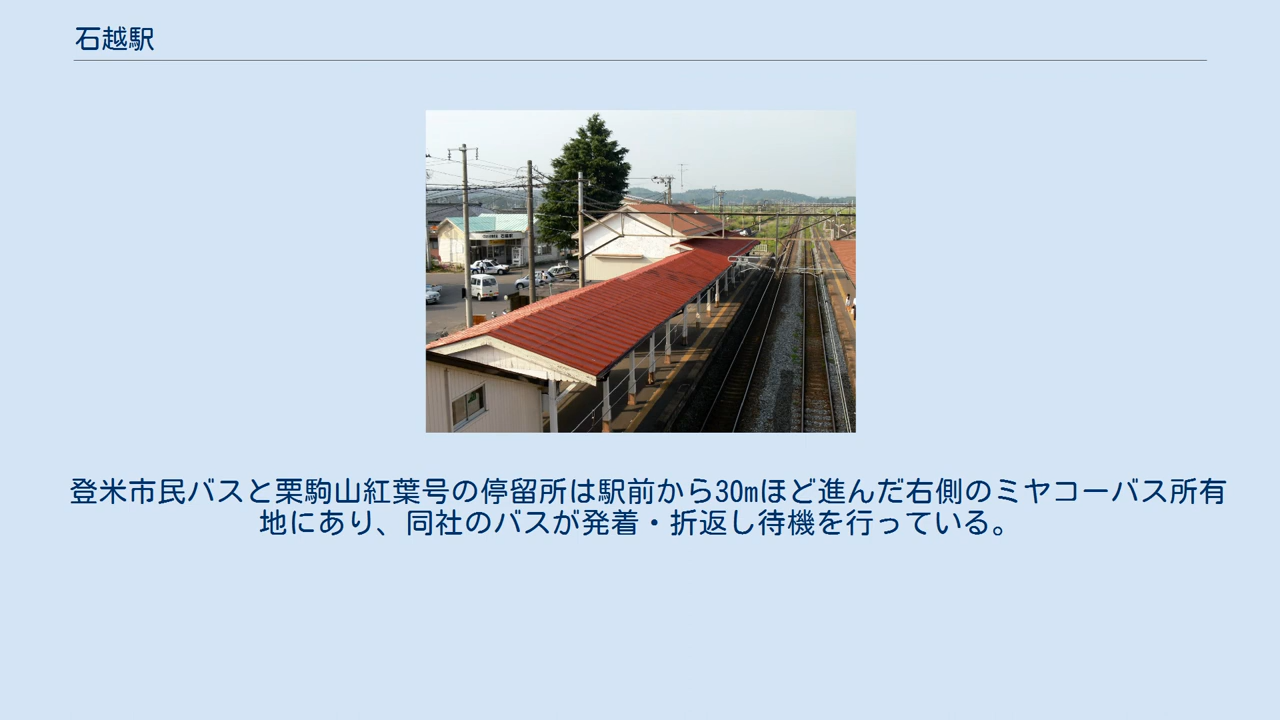 石越駅
登米市民バスと栗駒山紅葉号の停留所は駅前から30mほど進んだ右側のミヤコーバス所有
地にあり、同社のバスが発着・折返し待機を行っている。